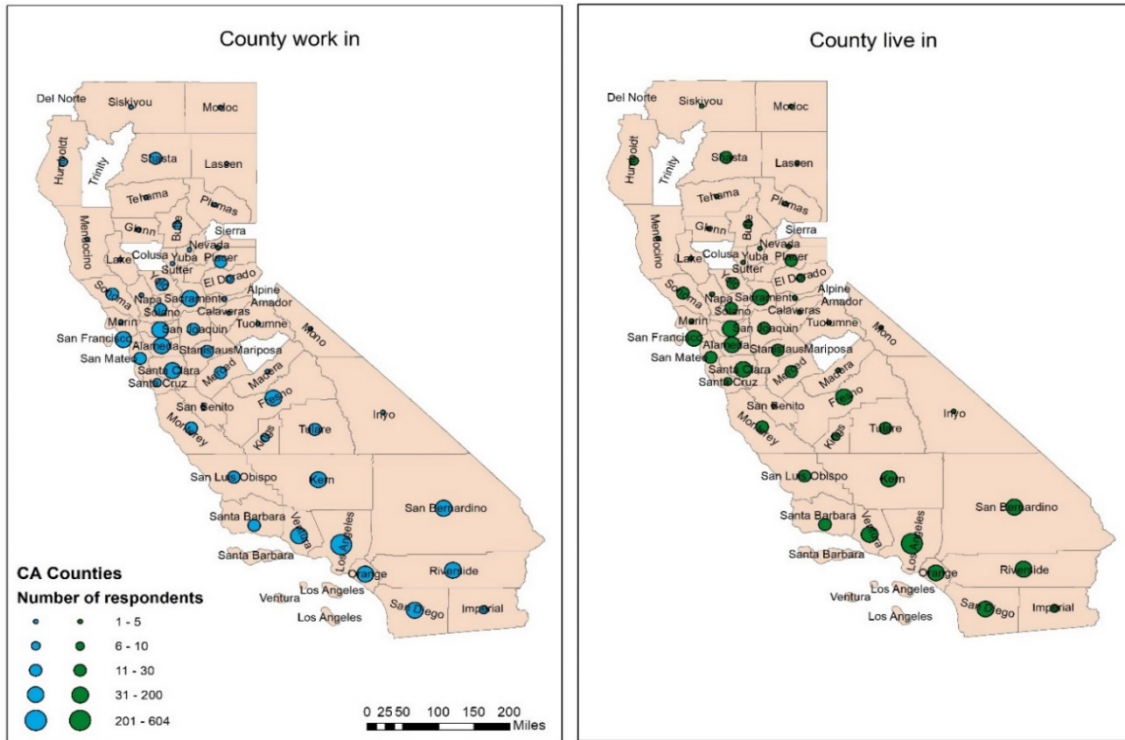 County work in
Del Norte
Siskiyou
Modoc
Humboldt
Trinity
Shasta
Lassen
Tehama
Plumas
Mendocino
Glenn
Butte
Sierra
Lake
Colusa
Yuba
Nevada
Sutter
Placer
Sonoma
Napa
Yolo
El Dorado
Sacramento
Alpine
Amador
Solano
Calaveras
Marin
San Joaquin
Tuolumne
Mono
San Francisco
Alameda
Stanislaus
Mariposa
San Mateo
Santa Clara
Merced
Madera
Santa Cruz
Fresno
San Benito
Inyo
Monterey
Kings
Tulare
San Luis Obispo
Kern
San Bernardino
Santa Barbara
Ventura
Los Angeles
Santa Barbara
Orange
Riverside
Ventura
Los Angeles
Los Angeles
San Diego
Imperial
CA Counties
Number of respondents
1 - 5
6 - 10
11 - 30
31 - 200
201 - 604
0 25 50 100 150 200
Miles
County live in
Del Norte
Siskiyou
Modoc
Humboldt
Trinity
Shasta
Lassen
Tehama
Plumas
Mendocino
Glenn
Butte
Sierra
Lake
Colusa
Yuba
Nevada
Sutter
Placer
Sonoma
Napa
Yolo
El Dorado
Sacramento
Alpine
Amador
Solano
Calaveras
Marin
San Joaquin
Tuolumne
Mono
San Francisco
Alameda
Stanislaus
Mariposa
San Mateo
Santa Clara
Merced
Madera
Santa Cruz
Fresno
San Benito
Inyo
Monterey
Kings
Tulare
San Luis Obispo
Kern
San Bernardino
Santa Barbara
Ventura
Los Angeles
Santa Barbara
Orange
Riverside
Ventura
Los Angeles
Los Angeles
San Diego
Imperial